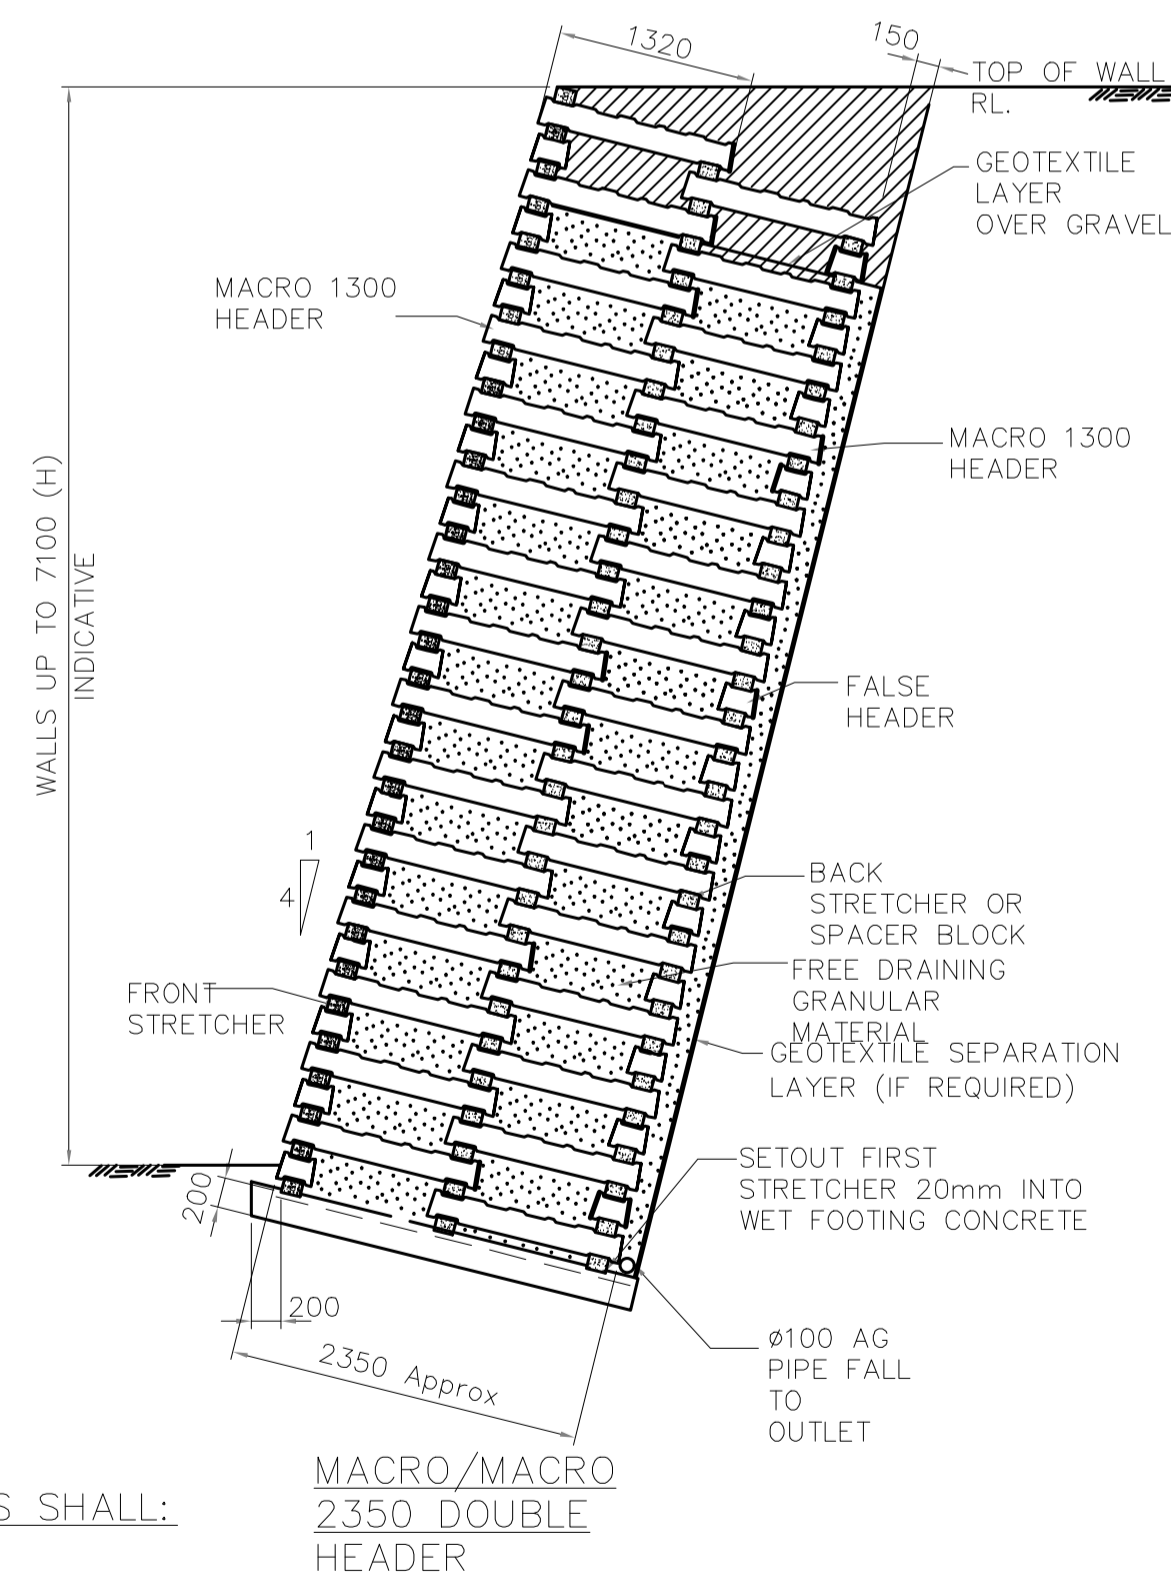 1320
150
TOP OF WALL
RL.
GEOTEXTILE
LAYER
OVER GRAVEL
MACRO 1300
HEADER
MACRO 1300
HEADER
WALLS UP TO 7100 (H)
INDICATIVE
FALSE
HEADER
1
4
BACK
STRETCHER OR
SPACER BLOCK
FREE DRAINING
GRANULAR
MATERIAL
FRONT
STRETCHER
GEOTEXTILE SEPARATION
LAYER (IF REQUIRED)
SETOUT FIRST
STRETCHER 20mm INTO
WET FOOTING CONCRETE
200
200
2350 Approx
Ø100 AG
PIPE FALL
TO
OUTLET
MACRO/MACRO
2350 DOUBLE
HEADER
S SHALL: